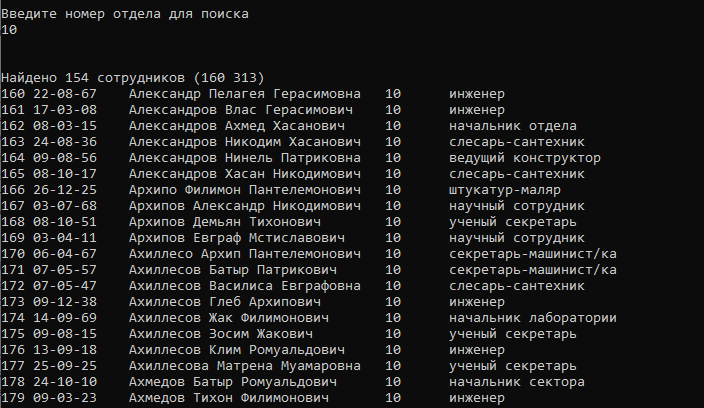 Введите номер отдела для поиска
10
Найдено 154 сотрудников (160 313)
160 22-08-67 Александр Пелагея Герасимовна 10 инженер
161 17-03-08 Александров Влас Герасимович 10 инженер
162 08-03-15 Александров Ахмед Хасанович 10 начальник отдела
163 24-08-36 Александров Никодим Хасанович 10 слесарь-сантехник
164 09-08-56 Александрова Нинель Патриковна 10 ведущий конструктор
165 08-10-17 Александров Хасан Никодимович 10 слесарь-сантехник
166 26-12-25 Архипо Филимон Пантелемонович 10 штукатур-маляр
167 03-07-68 Архипов Александр Никодимович 10 научный сотрудник
168 08-10-51 Архипов Демьян Тихонович 10 ученый секретарь
169 03-04-11 Архипов Евграф Мстиславович 10 научный сотрудник
170 06-04-67 Ахиллесо Архип Пантелемонович 10 секретарь-машинист/ка
171 07-05-57 Ахиллесов Батыр Патрикович 10 секретарь-машинист/ка
172 07-05-47 Ахиллесов Василиса Евграфовна 10 слесарь-сантехник
173 09-12-38 Ахиллесов Глеб Архипович 10 инженер
174 14-09-69 Ахиллесов Жак Филимонович 10 начальник лаборатории
175 09-08-15 Ахиллесов Зосим Жакович 10 ученый секретарь
176 13-09-18 Ахиллесов Клим Ромуальдович 10 инженер
177 25-09-25 Ахиллесова Матрена Муамаровна 10 ученый секретарь
178 24-10-10 Ахмедов Батыр Ромуальдович 10 начальник сектора
179 09-03-23 Ахмедов Тихон Филимонович 10 инженер